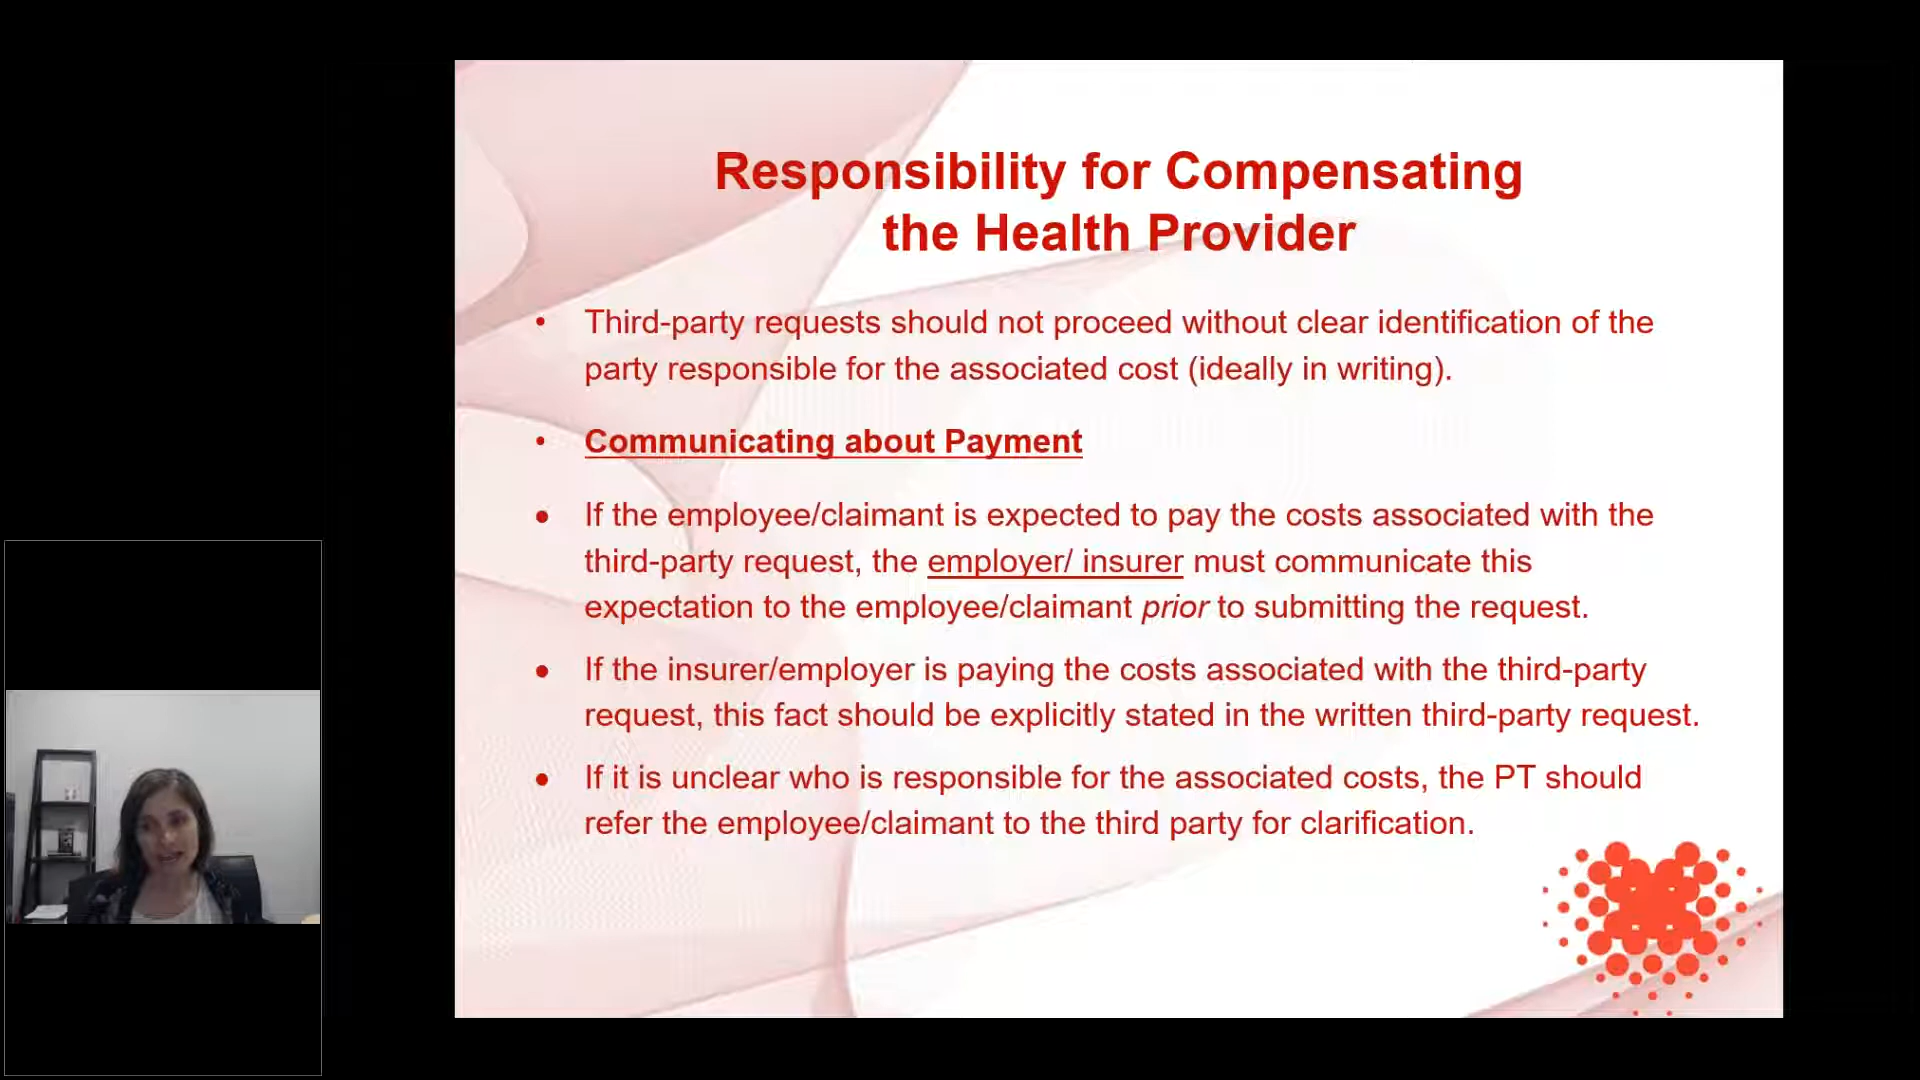 Responsibility for Compensating
the Health Provider
• Third-party requests should not proceed without clear identification of the
party responsible for the associated cost (ideally in writing).
• Communicating about Payment
• If the employee/claimant is expected to pay the costs associated with the
third-party request, the employer/ insurer must communicate this
expectation to the employee/claimant prior to submitting the request.
• If the insurer/employer is paying the costs associated with the third-party
request, this fact should be explicitly stated in the written third-party request.
• If it is unclear who is responsible for the associated costs, the PT should
refer the employee/claimant to the third party for clarification.